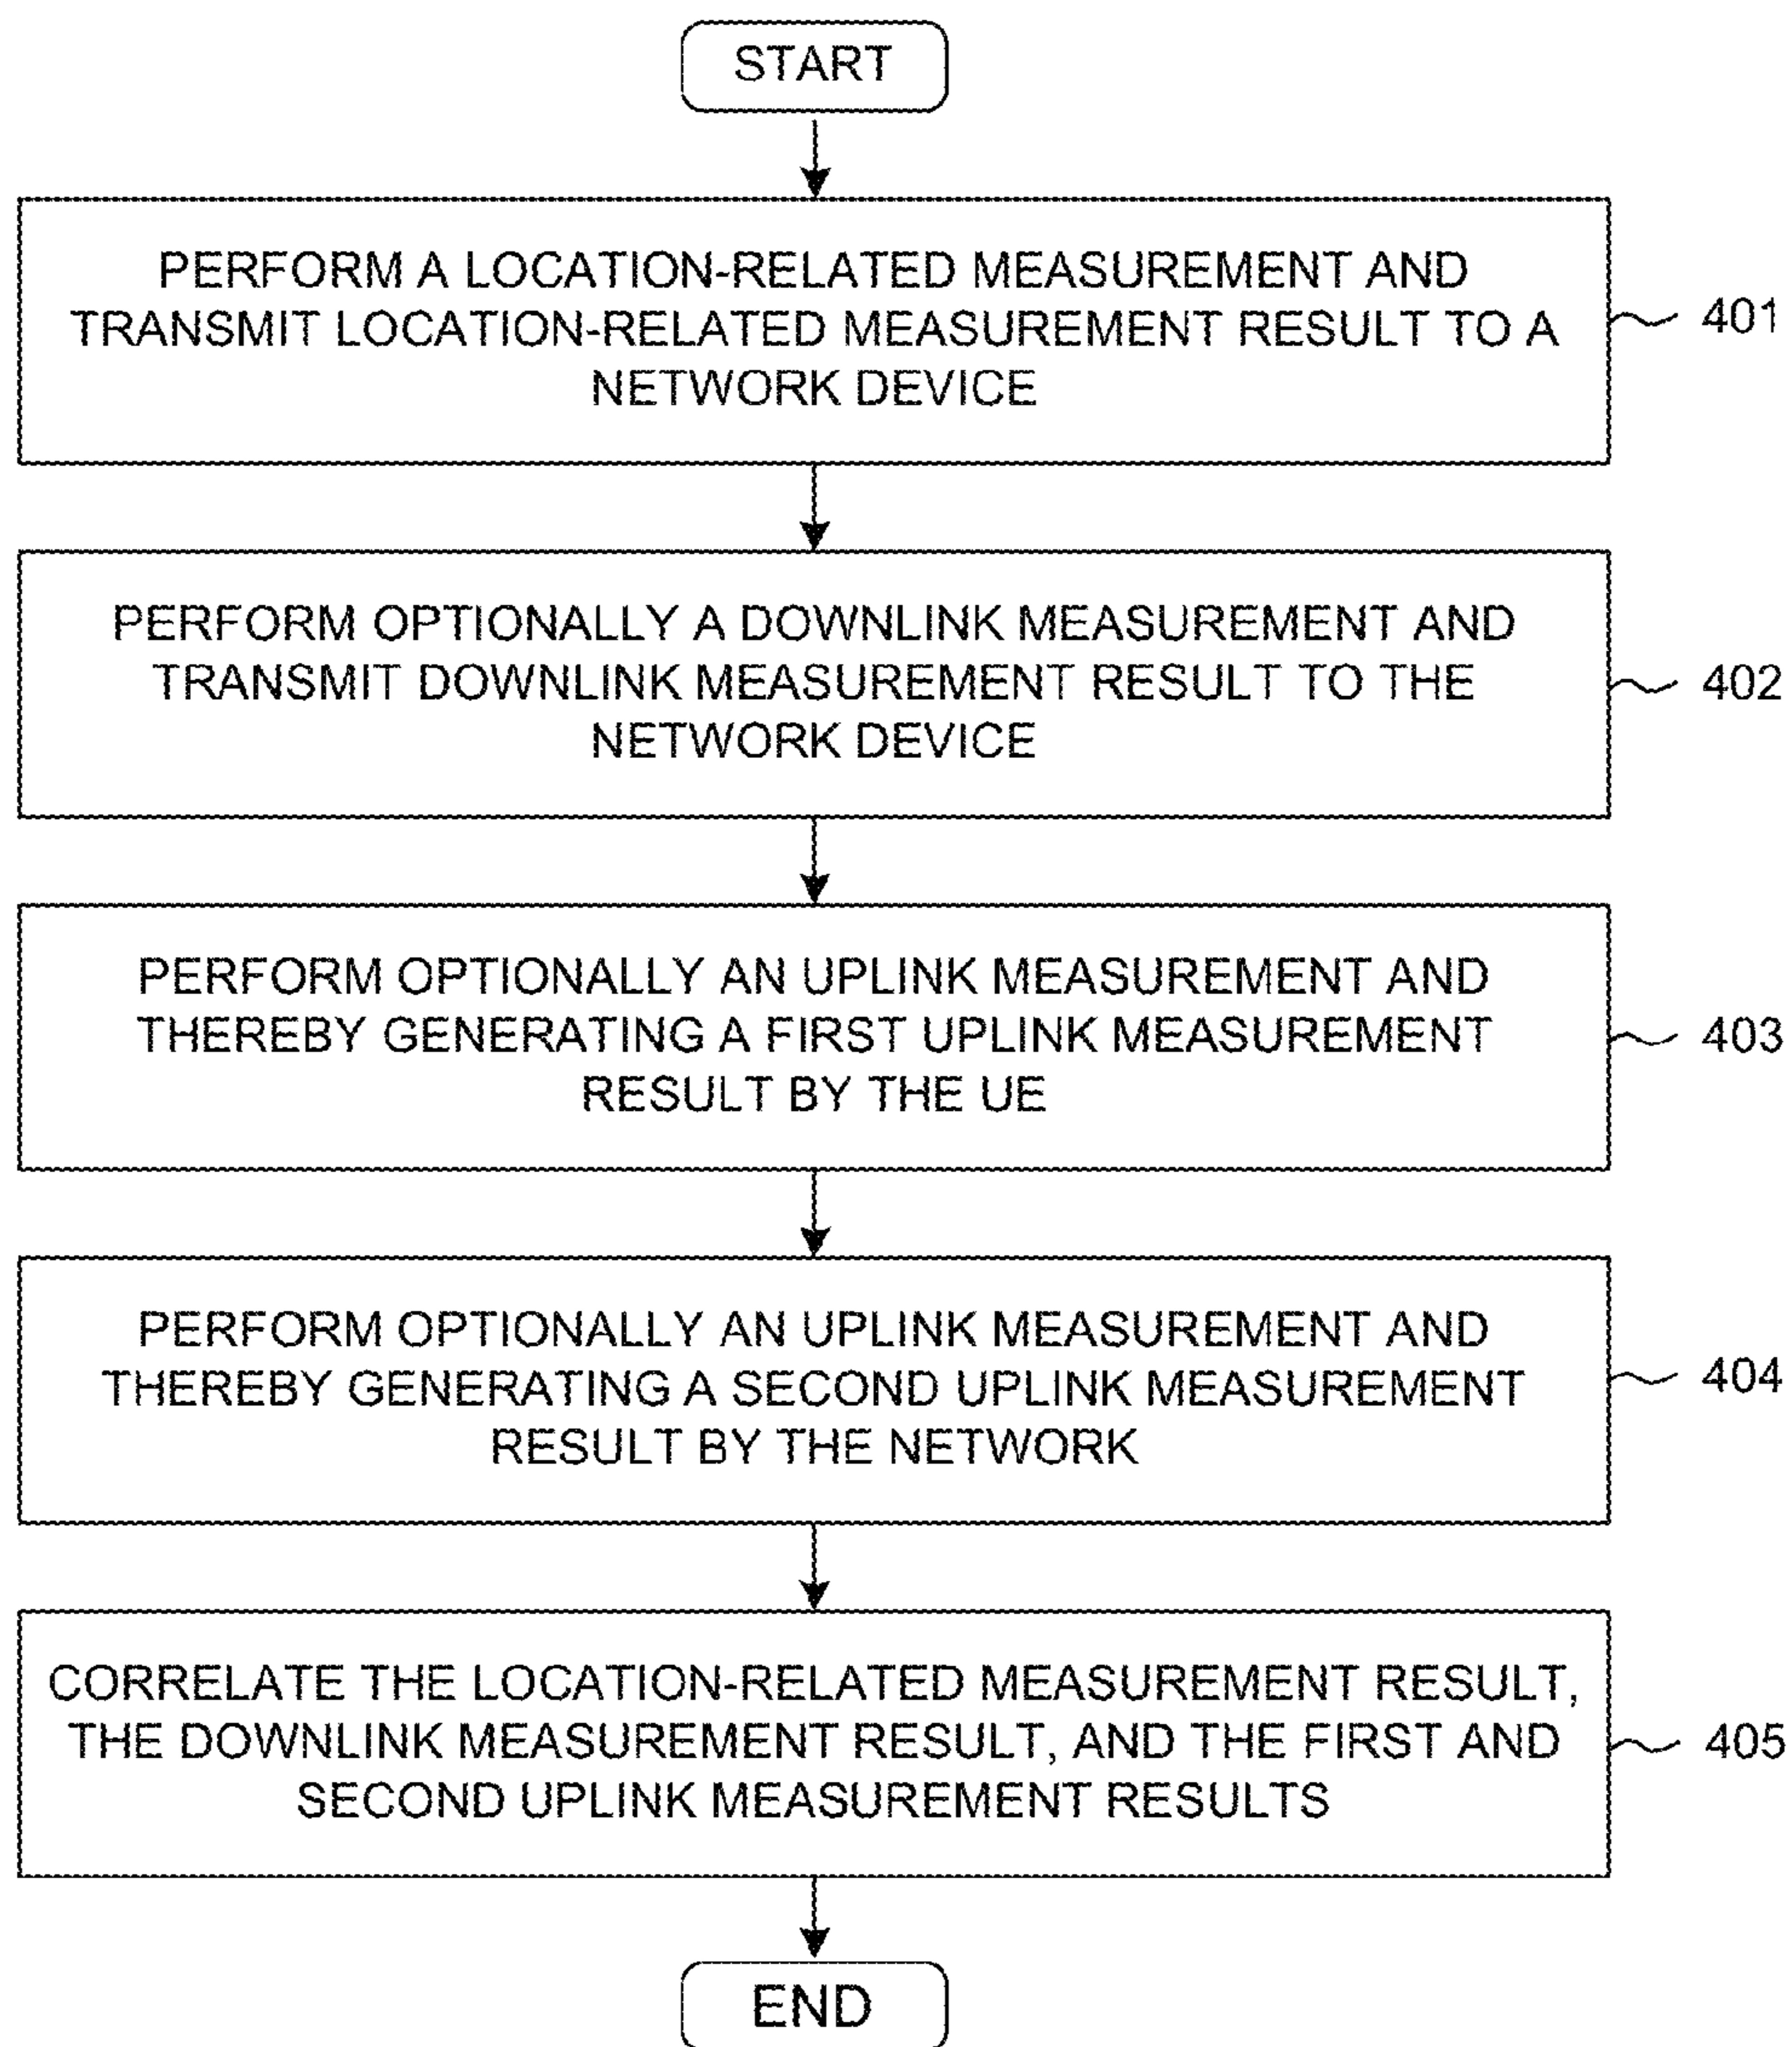 START
PERFORM A LOCATION-RELATED MEASUREMENT AND
TRANSMIT LOCATION-RELATED MEASUREMENT RESULT TO A
NETWORK DEVICE
401
PERFORM OPTIONALLY A DOWNLINK MEASUREMENT AND
TRANSMIT DOWNLINK MEASUREMENT RESULT TO THE
NETWORK DEVICE
402
PERFORM OPTIONALLY AN UPLINK MEASUREMENT AND
THEREBY GENERATING A FIRST UPLINK MEASUREMENT
RESULT BY THE UE
403
PERFORM OPTIONALLY AN UPLINK MEASUREMENT AND
THEREBY GENERATING A SECOND UPLINK MEASUREMENT
RESULT BY THE NETWORK
404
CORRELATE THE LOCATION-RELATED MEASUREMENT RESULT,
THE DOWNLINK MEASUREMENT RESULT, AND THE FIRST AND
SECOND UPLINK MEASUREMENT RESULTS
405
END